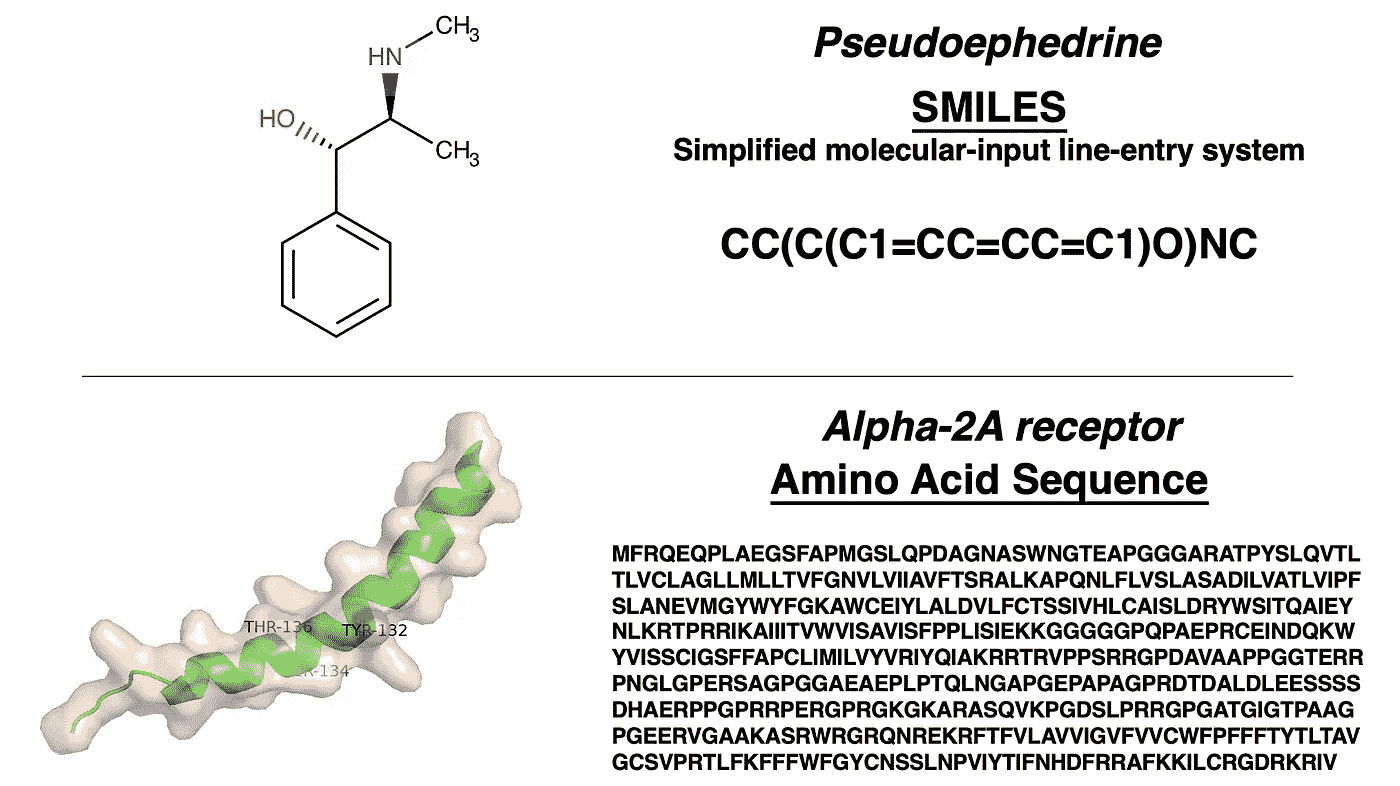 CH3
HN
HO
CH3
Pseudoephedrine
SMILES
Simplified molecular-input line-entry system
CC(C(C1=CC=CC=C1)O)NC
THR-136
TYR-132
-134
Alpha-2A receptor
Amino Acid Sequence
MFRQEQPLAEGSFAPMGSLQPDAGNASWNGTEAPGGGARATPYSLQVTL
TLVCLAGLLMLLTVFGNVLVIIAVFTSRALKAPQNLFLVSLASADILVATLVIPF
SLANEVMGYWYFGKAWCEIYLALDVLFCTSSIVHLCAISLDRYWSITQAIEY
NLKRTPRRIKAIIITVWVISAVISFPPLISIEKKGGGGGPQPAEPRCEINDQKW
YVISSCIGSFFAPCLIMILVYVRIYQIAKRRTRVPPSRRGPDAVAAPPGGTERR
PNGLGPERSAGPGGAEAEPLPTQLNGAPGEPAPAGPRDTDALDLEESSSS
DHAERPPGPRRPERGPRGKGKARASQVKPGDSLPRRGPGATGIGTPAAG
PGEERVGAAKASRWRGRQNREKRFTFVLAVVIGVFVVCWFPFFFTYTLTAV
GCSVPRTLFKFFFWFGYCNSSLNPVIYTIFNHDFRRAFKKILCRGDRKRIV